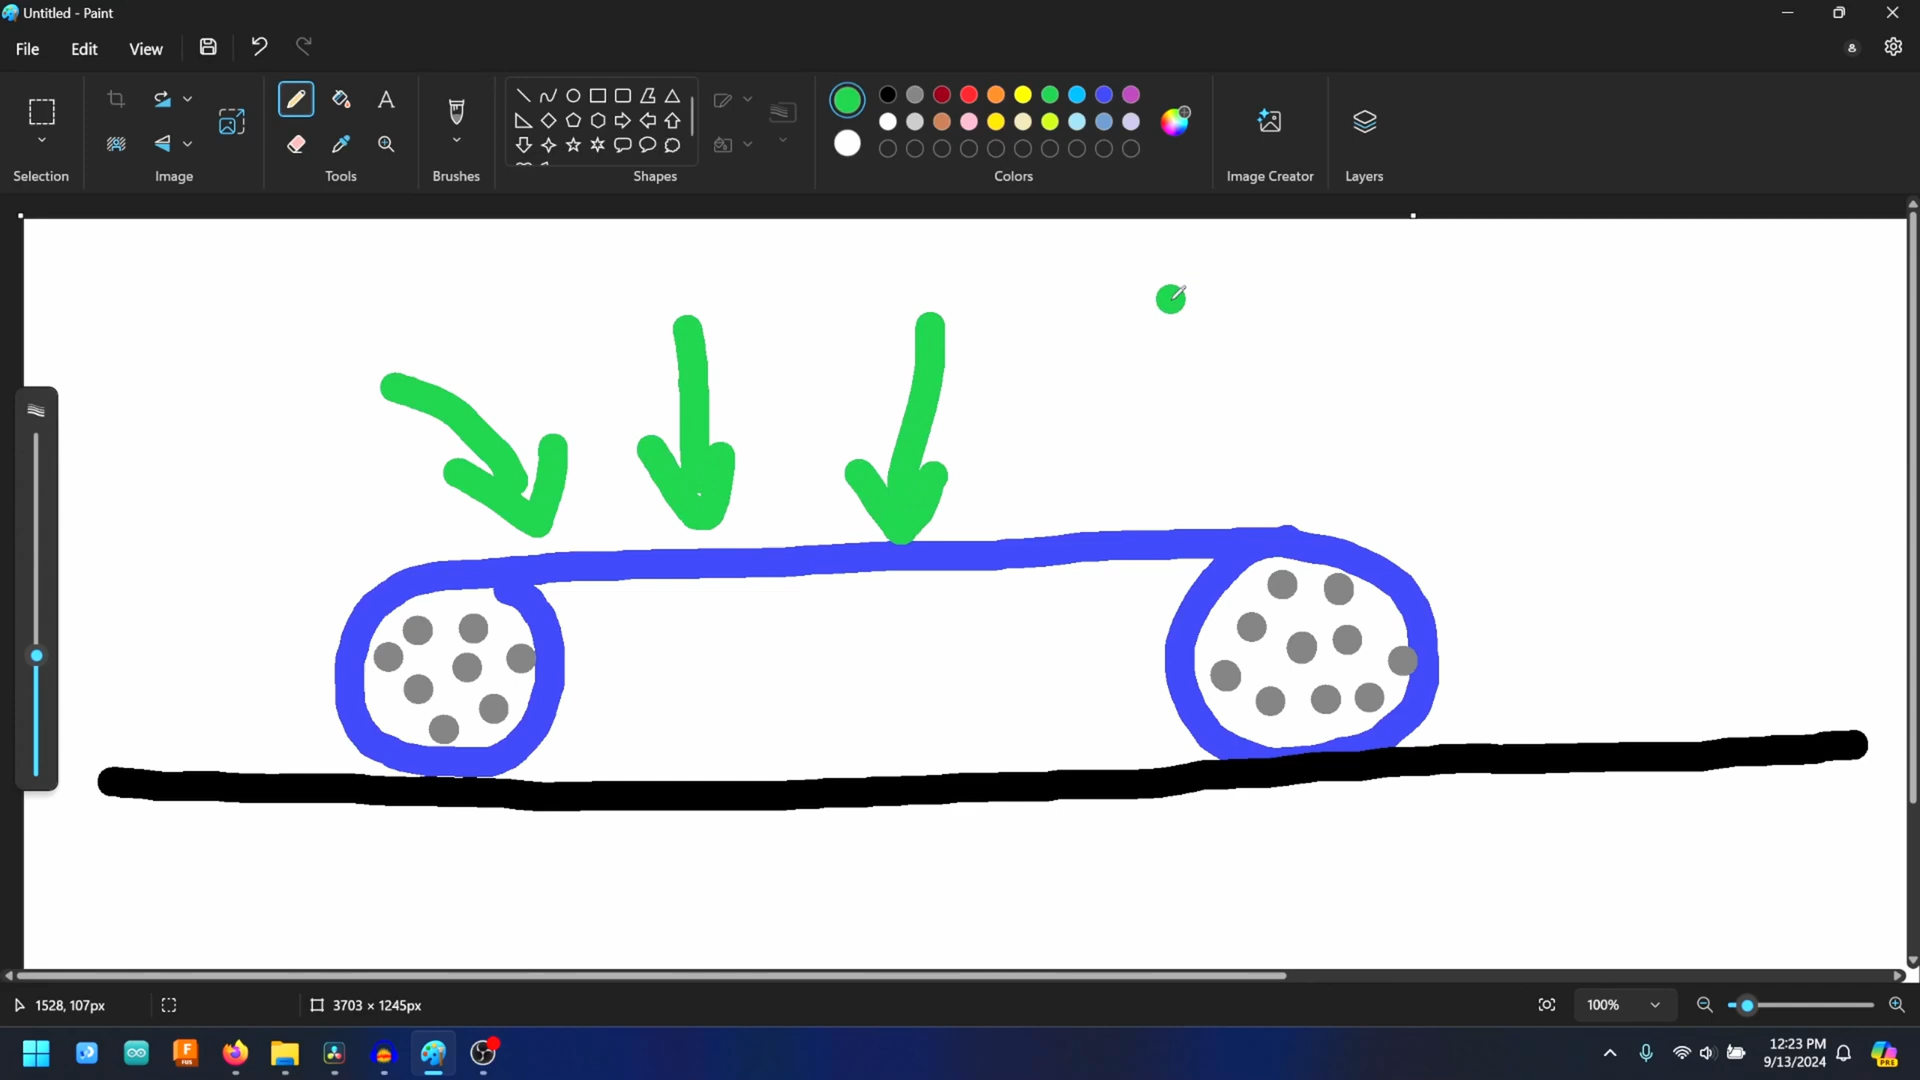 Untitled - Paint
File Edit View
Selection Image Tools Brushes Shapes Colors Image Creator Layers
1528, 107px 3703 × 1245px 100%
12:23 PM
9/13/2024